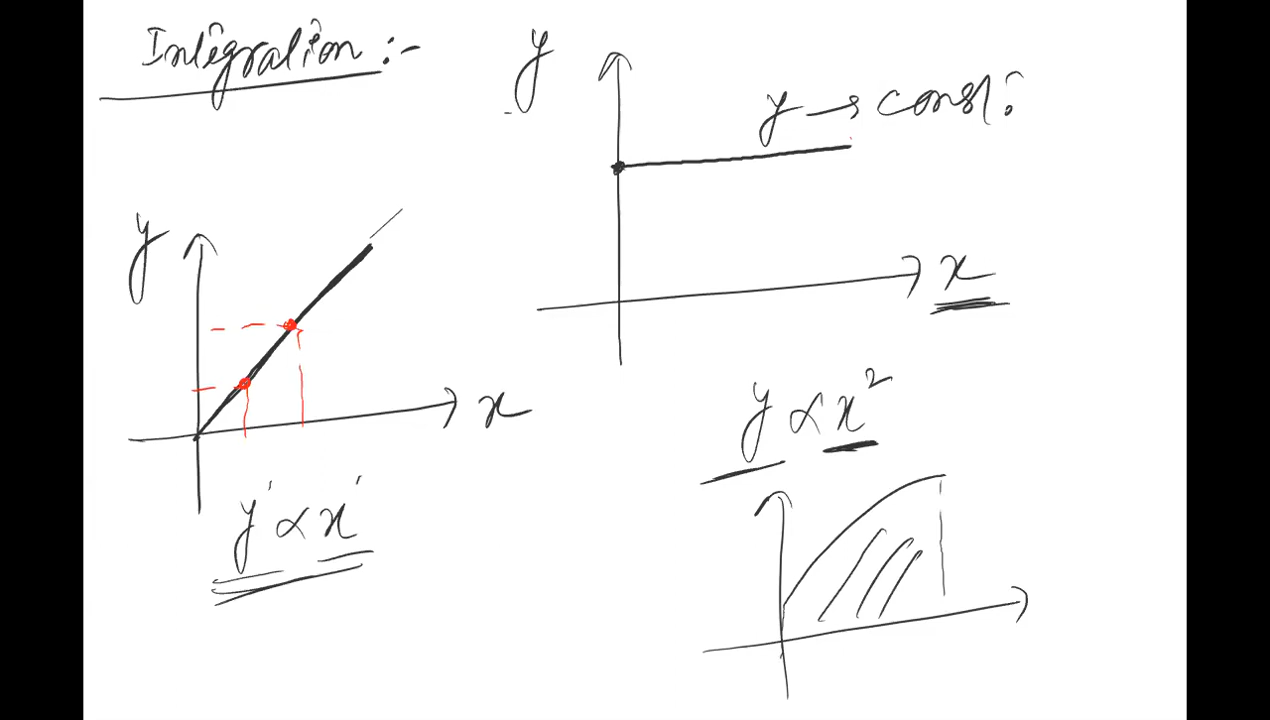 Integration :-
y
y → const:
x
y
x
y' ∝ x'
y ∝ x²